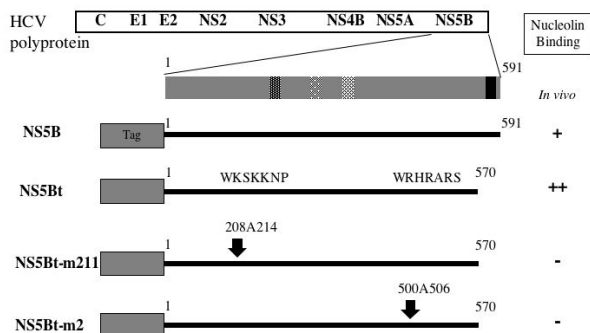 HCV polyprotein
C E1 E2 NS2 NS3 NS4B NS5A NS5B
Nucleolin Binding
1 591
In vivo
NS5B Tag 1 591 +
NS5Bt 1 WKSKKNP WRHRARS 570 ++
208A214
NS5Bt-m211 1 570 -
500A506
NS5Bt-m2 1 570 -